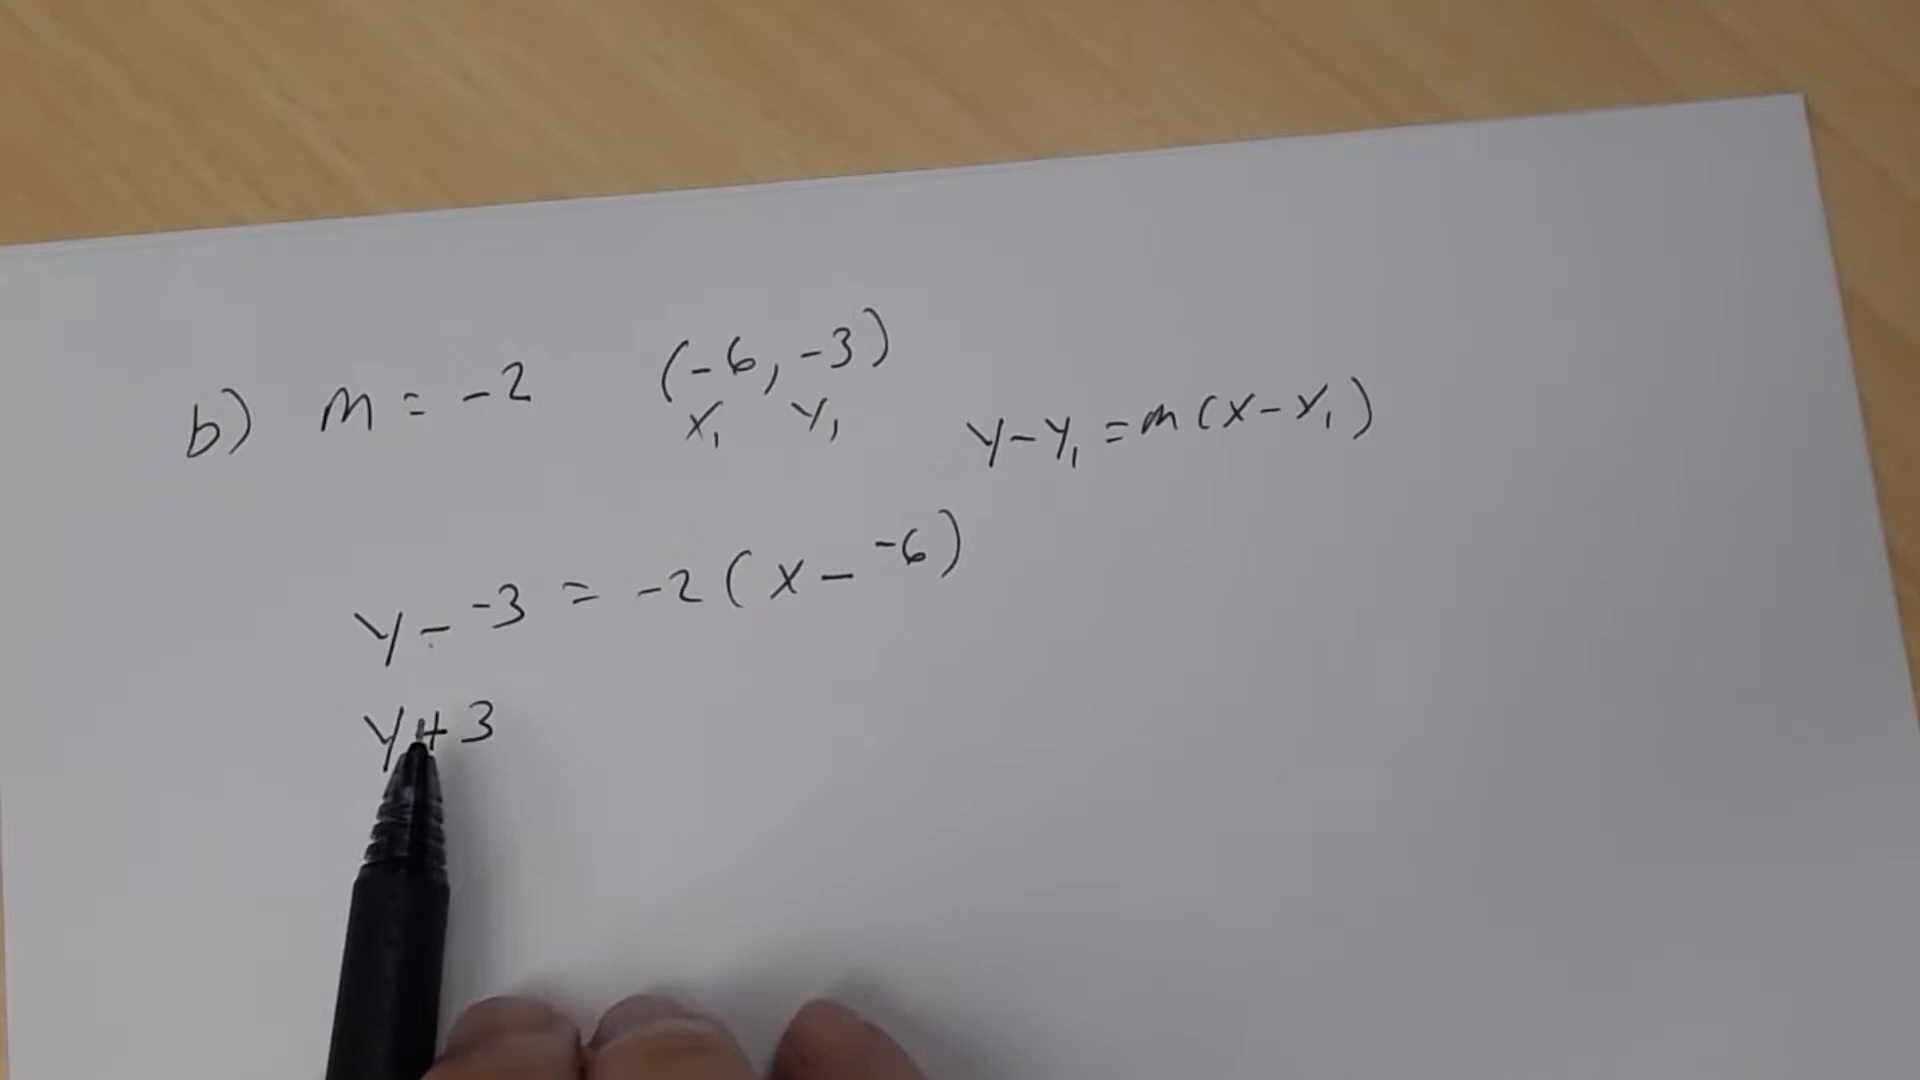 b) m = -2 (-6, -3)
x₁ y₁ y-y₁ = m(x-x₁)
y - -3 = -2(x - -6)
y+3